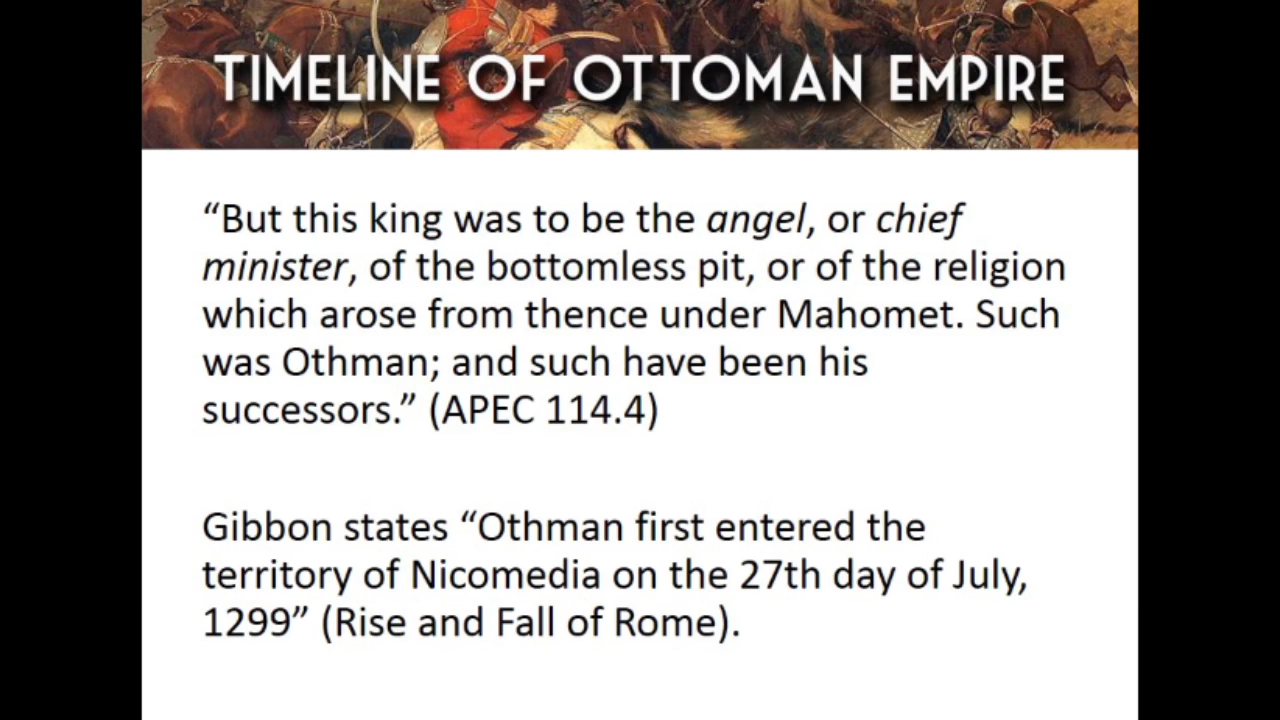 TIMELINE OF OTTOMAN EMPIRE
“But this king was to be the angel, or chief
minister, of the bottomless pit, or of the religion
which arose from thence under Mahomet. Such
was Othman; and such have been his
successors.” (APEC 114.4)
Gibbon states “Othman first entered the
territory of Nicomedia on the 27th day of July,
1299” (Rise and Fall of Rome).